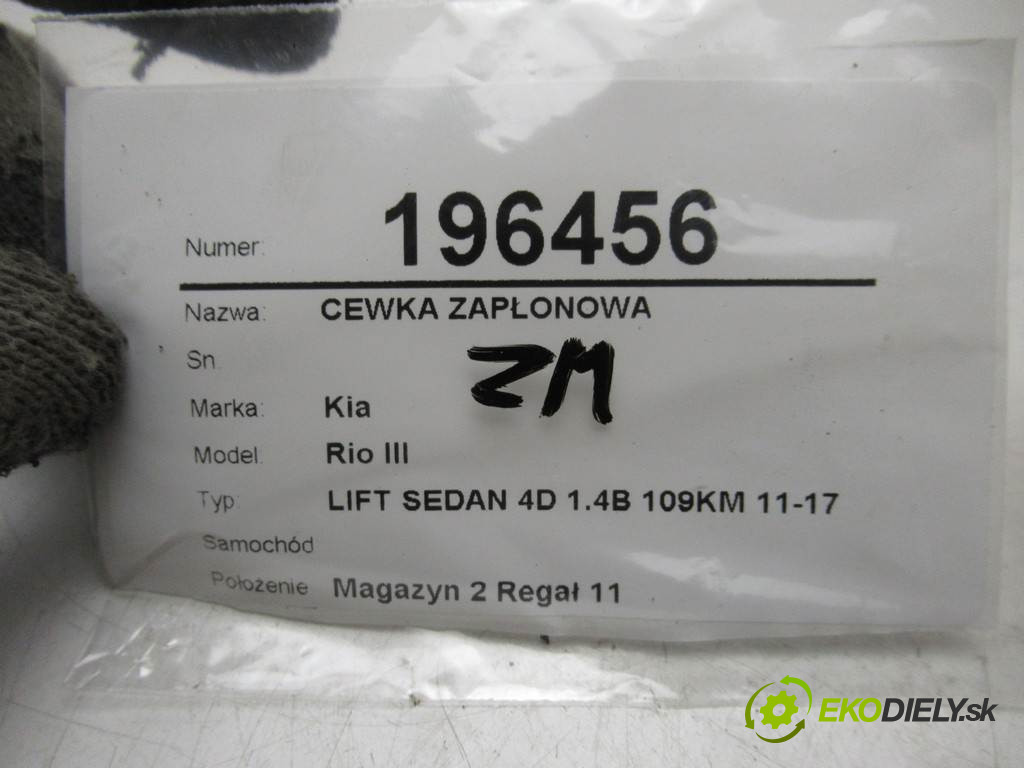 Numer: 196456
Nazwa: CEWKA ZAPŁONOWA
Sn.
ZM
Marka: Kia
Model. Rio III
Typ: LIFT SEDAN 4D 1.4B 109KM 11-17
Samochód
Położenie Magazyn 2 Regał 11
EKODIELY.sk